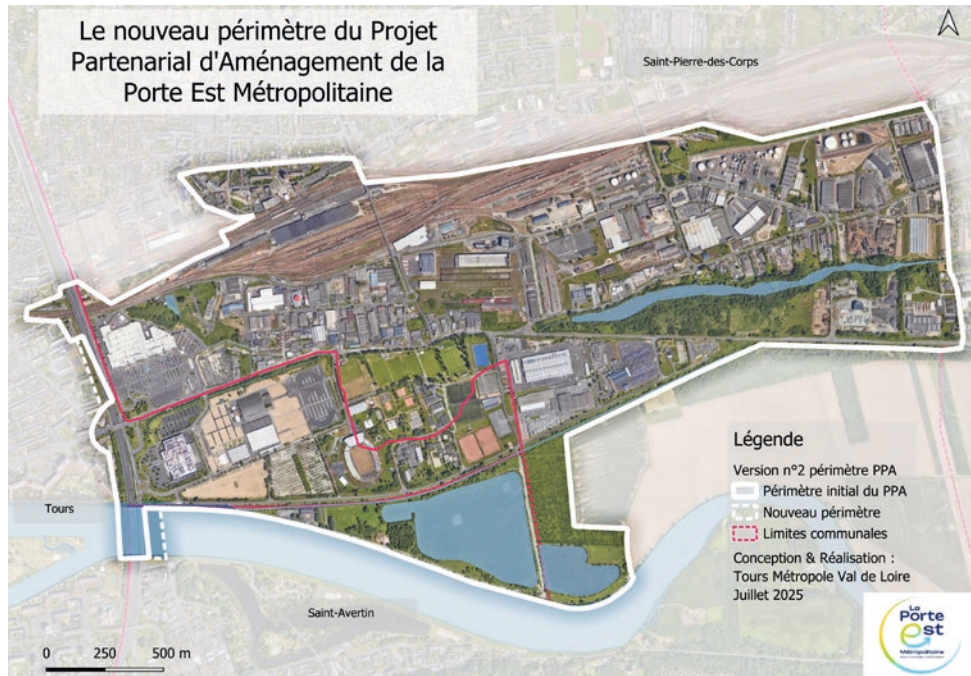 Le nouveau périmètre du Projet
Partenarial d'Aménagement de la
Porte Est Métropolitaine
Saint-Pierre-des-Corps
Tours
Saint-Avertin
Légende
Version n°2 périmètre PPA
Périmètre initial du PPA
Nouveau périmètre
Limites communales
Conception & Réalisation :
Tours Métropole Val de Loire
Juillet 2025
0 250 500 m
La
Porte
est
Métropolitaine